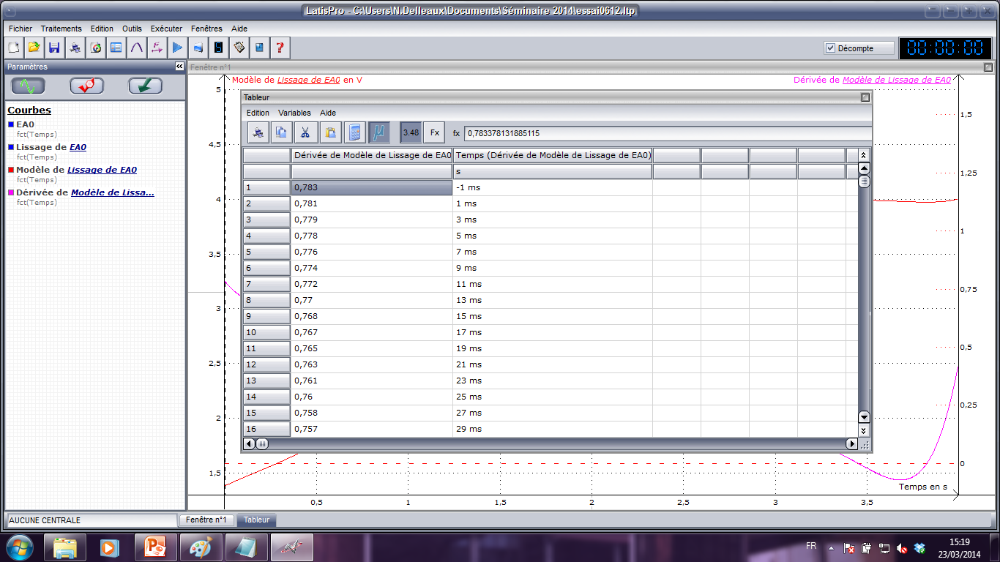 LatisPro - C:\Users\N.Delleaux\Documents\Séminaire 2014\essai0612.ltp
Fichier Traitements Edition Outils Exécuter Fenêtres Aide
Décompte 00:00:00
Paramètres
Fenêtre n°1
Courbes
EA0
fct(Temps)
Lissage de EA0
fct(Temps)
Modèle de Lissage de EA0
fct(Temps)
Dérivée de Modèle de Lissa...
fct(Temps)
Modèle de Lissage de EA0 en V
Dérivée de Modèle de Lissage de EA0
5
4,5
4
3,5
3
2,5
2
1,5
Tableur
Edition Variables Aide
3.48 Fx fx 0,783378131885115
Dérivée de Modèle de Lissage de EA0 Temps (Dérivée de Modèle de Lissage de EA0)
s
1 0,783 -1 ms
2 0,781 1 ms
3 0,779 3 ms
4 0,778 5 ms
5 0,776 7 ms
6 0,774 9 ms
7 0,772 11 ms
8 0,77 13 ms
9 0,768 15 ms
10 0,767 17 ms
11 0,765 19 ms
12 0,763 21 ms
13 0,761 23 ms
14 0,76 25 ms
15 0,758 27 ms
16 0,757 29 ms
1,5
1,25
1
0,75
0,5
0,25
0
Temps en s
0,5 1 1,5 2 2,5 3 3,5
AUCUNE CENTRALE Fenêtre n°1 Tableur
FR 15:19
23/03/2014